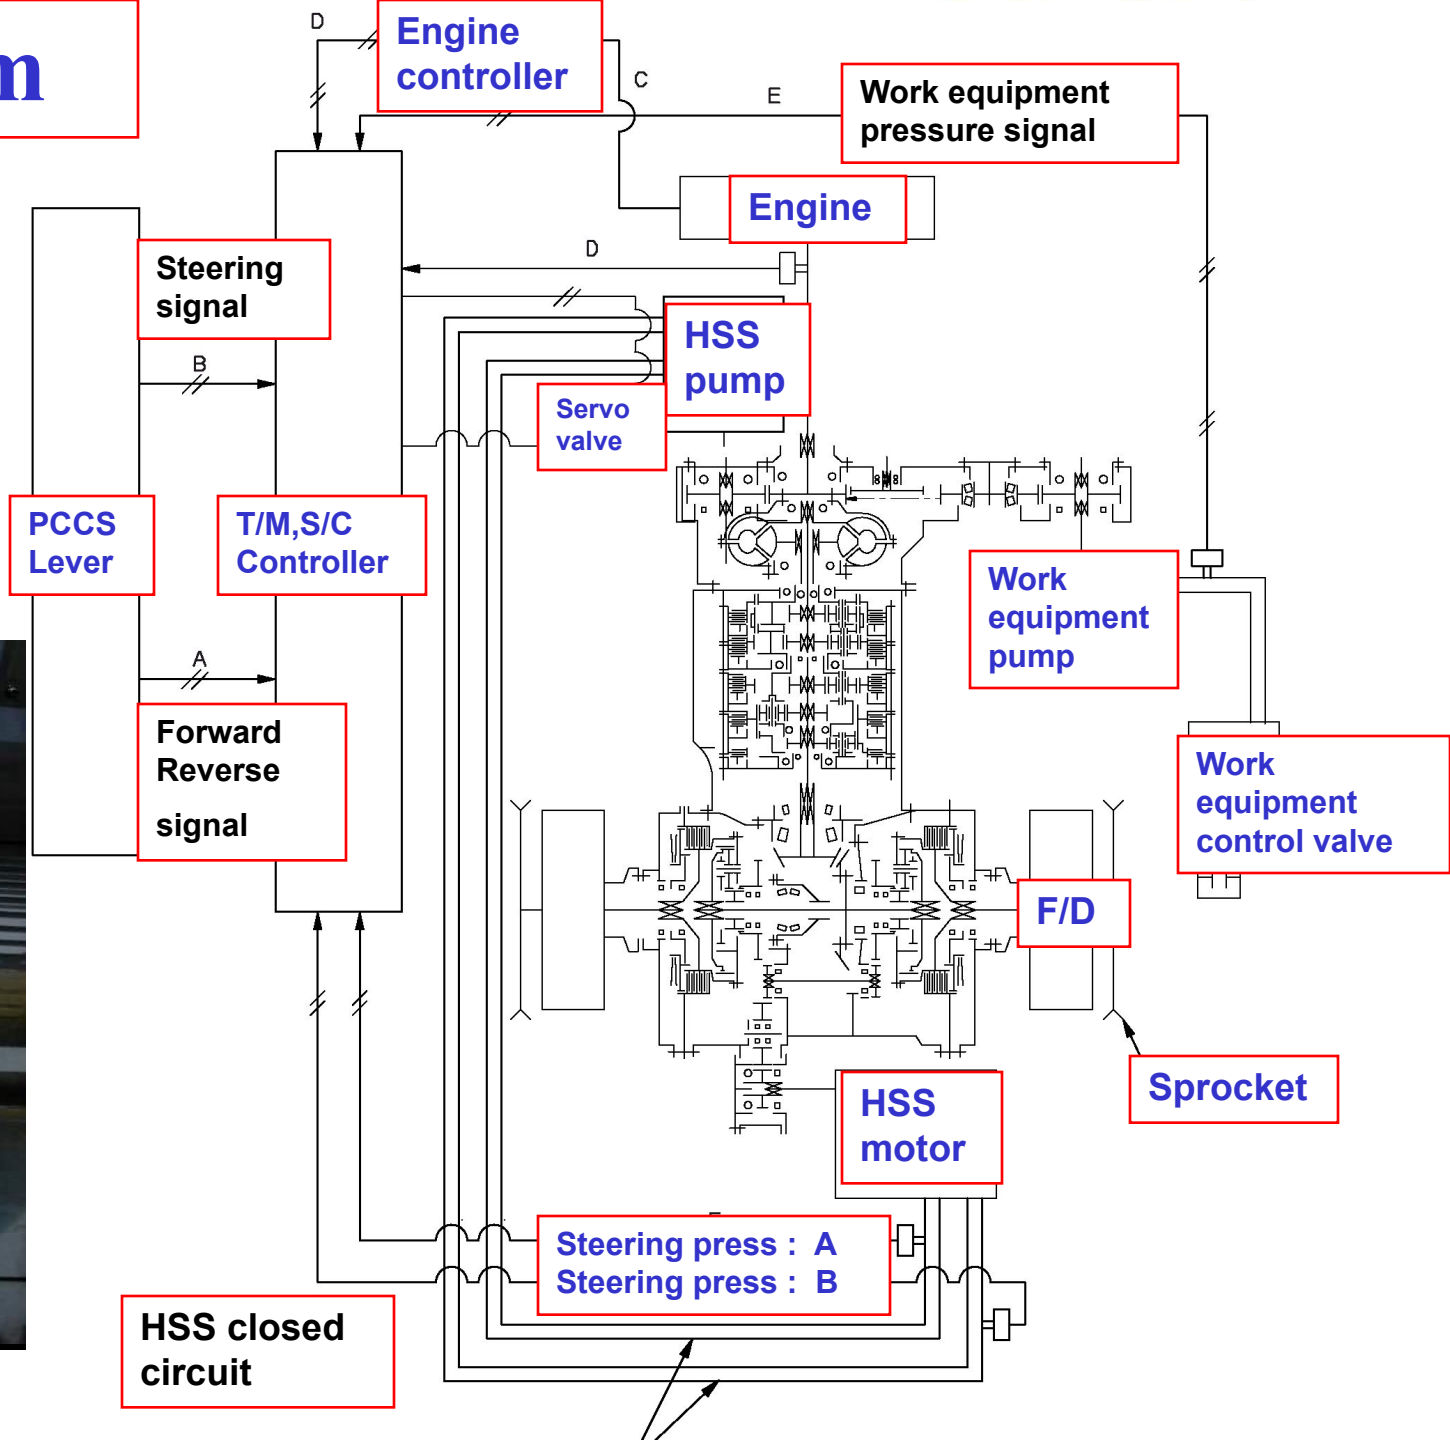 D
Engine
controller
m
C
E
Work equipment
pressure signal
Engine
Steering
signal
D
HSS
pump
B
Servo
valve
PCCS
Lever
T/M,S/C
Controller
Work
equipment
pump
A
Forward
Reverse
signal
Work
equipment
control valve
F/D
Sprocket
HSS
motor
Steering press : A
Steering press : B
HSS closed
circuit